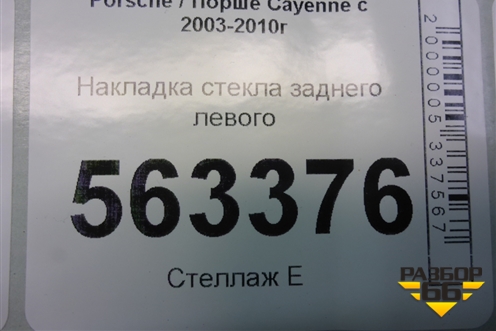 Porsche / Порше Cayenne с
2003-2010г
Накладка стекла заднего
левого
563376
Стеллаж Е
2000005337567
РАЗБОР
66